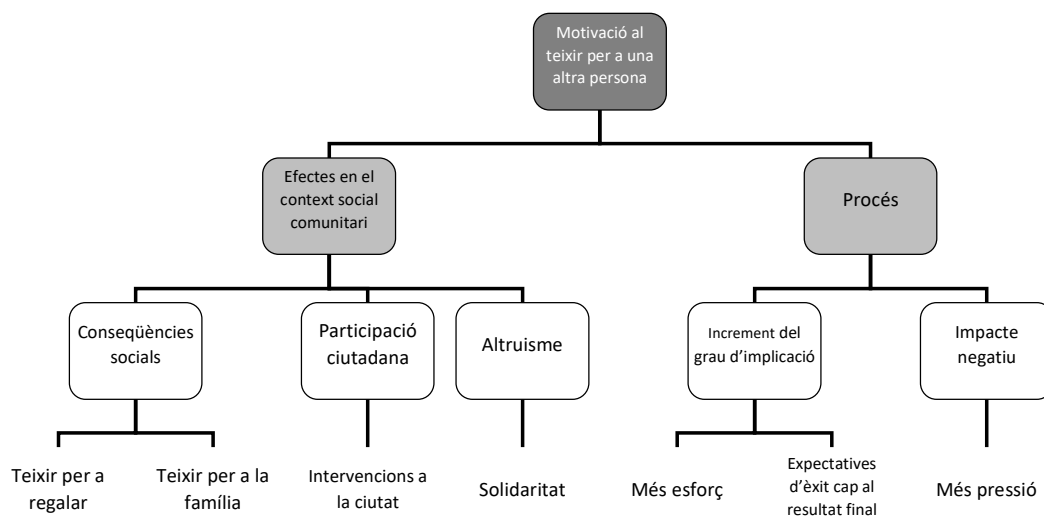 Motivació al
teixir per a una
altra persona
Efectes en el
context social
comunitari
Procés
Conseqüències
socials
Participació
ciutadana
Altruisme
Increment del
grau d’implicació
Impacte
negatiu
Teixir per a
regalar
Teixir per a la
família
Intervencions a
la ciutat
Solidaritat
Més esforç
Expectatives
d’èxit cap al
resultat final
Més pressió